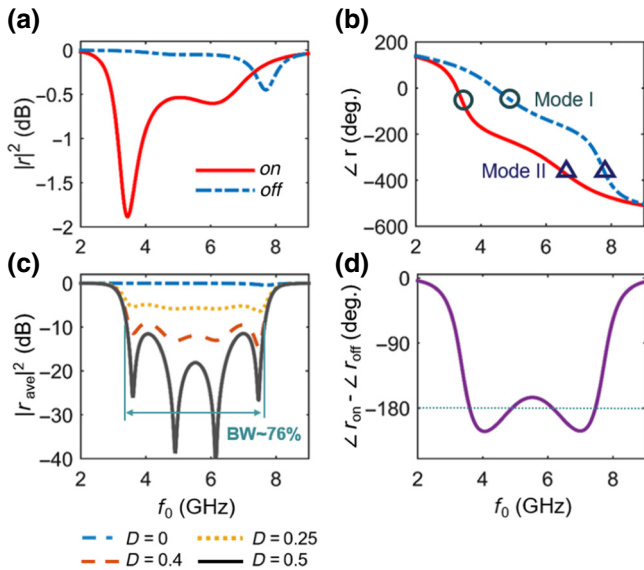 (a)
0
-0.5
-1
-1.5
-2
|r|² (dB)
on
off
2 4 6 8
(b)
200
0
-200
-400
-600
∠ r (deg.)
Mode I
Mode II
2 4 6 8
(c)
0
-10
-20
-30
-40
|r_ave|² (dB)
BW~76%
2 4 6 8
f₀ (GHz)
(d)
0
-90
-180
∠ r_on - ∠ r_off (deg.)
2 4 6 8
f₀ (GHz)
D = 0 D = 0.25
D = 0.4 D = 0.5